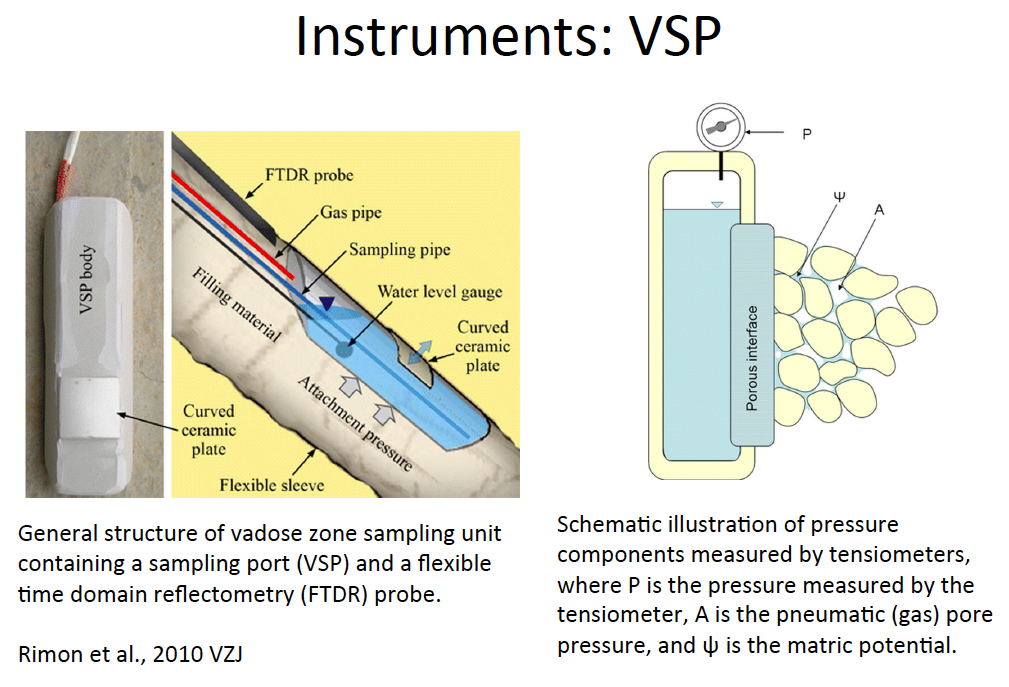 Instruments: VSP
VSP body
Curved
ceramic
plate
FTDR probe
Gas pipe
Sampling pipe
Water level gauge
Filling material
Curved
ceramic
plate
Attachment pressure
Flexible sleeve
P
Ψ
A
Porous interface
General structure of vadose zone sampling unit
containing a sampling port (VSP) and a flexible
time domain reflectometry (FTDR) probe.
Rimon et al., 2010 VZJ
Schematic illustration of pressure
components measured by tensiometers,
where P is the pressure measured by the
tensiometer, A is the pneumatic (gas) pore
pressure, and ψ is the matric potential.